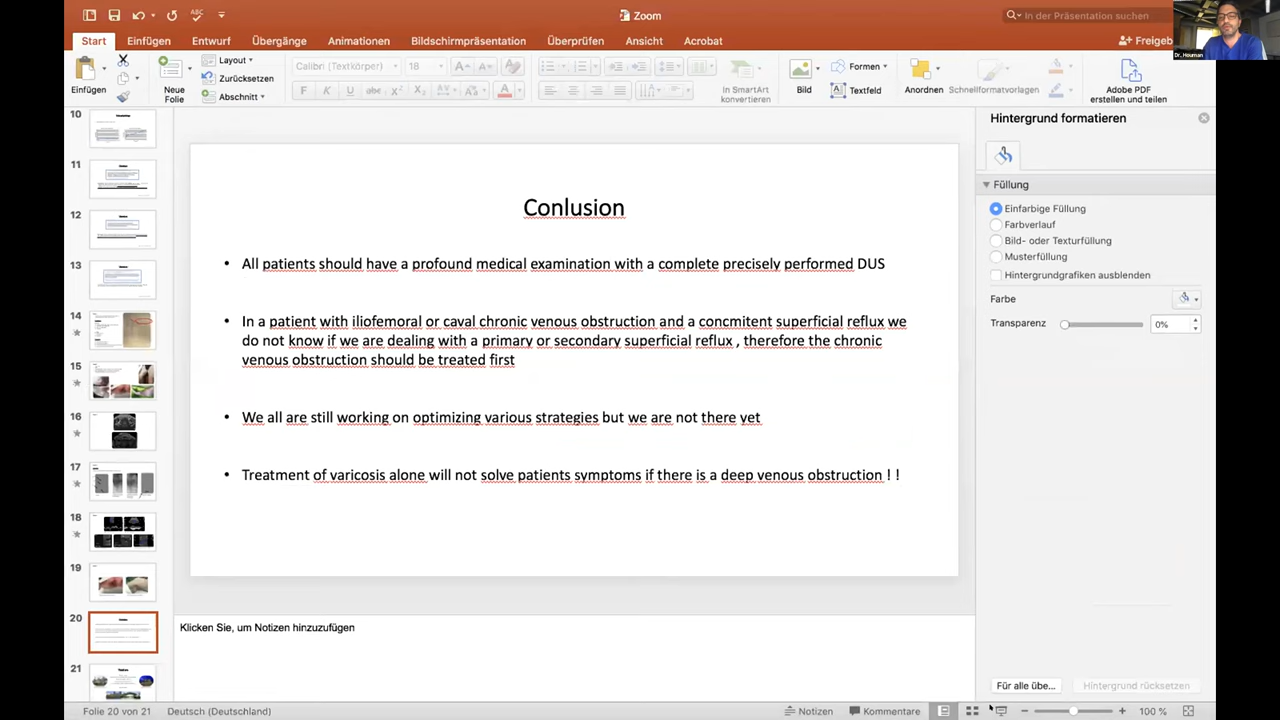 Zoom
In der Präsentation suchen
Start Einfügen Entwurf Übergänge Animationen Bildschirmpräsentation Überprüfen Ansicht Acrobat
Freigeb
Einfügen
Neue Folie
Layout
Zurücksetzen
Abschnitt
Calibri (Textkörper) 18
In SmartArt konvertieren
Bild
Formen
Textfeld
Anordnen
Schnellformatvorlagen
Adobe PDF erstellen und teilen
Dr. Houman
10
11
12
13
14
15
16
17
18
19
20
21
Conlusion
• All patients should have a profound medical examination with a complete precisely performed DUS
• In a patient with iliofemoral or caval chronic venous obstruction and a concmitent superficial reflux we
do not know if we are dealing with a primary or secondary superficial reflux , therefore the chronic
venous obstruction should be treated first
• We all are still working on optimizing various strategies but we are not there yet
• Treatment of varicosis alone will not solve patients symptoms if there is a deep venous obstruction ! !
Klicken Sie, um Notizen hinzuzufügen
Hintergrund formatieren
Füllung
Einfarbige Füllung
Farbverlauf
Bild- oder Texturfüllung
Musterfüllung
Hintergrundgrafiken ausblenden
Farbe
Transparenz 0%
Für alle übe...
Hintergrund rücksetzen
Folie 20 von 21 Deutsch (Deutschland)
Notizen Kommentare 100 %